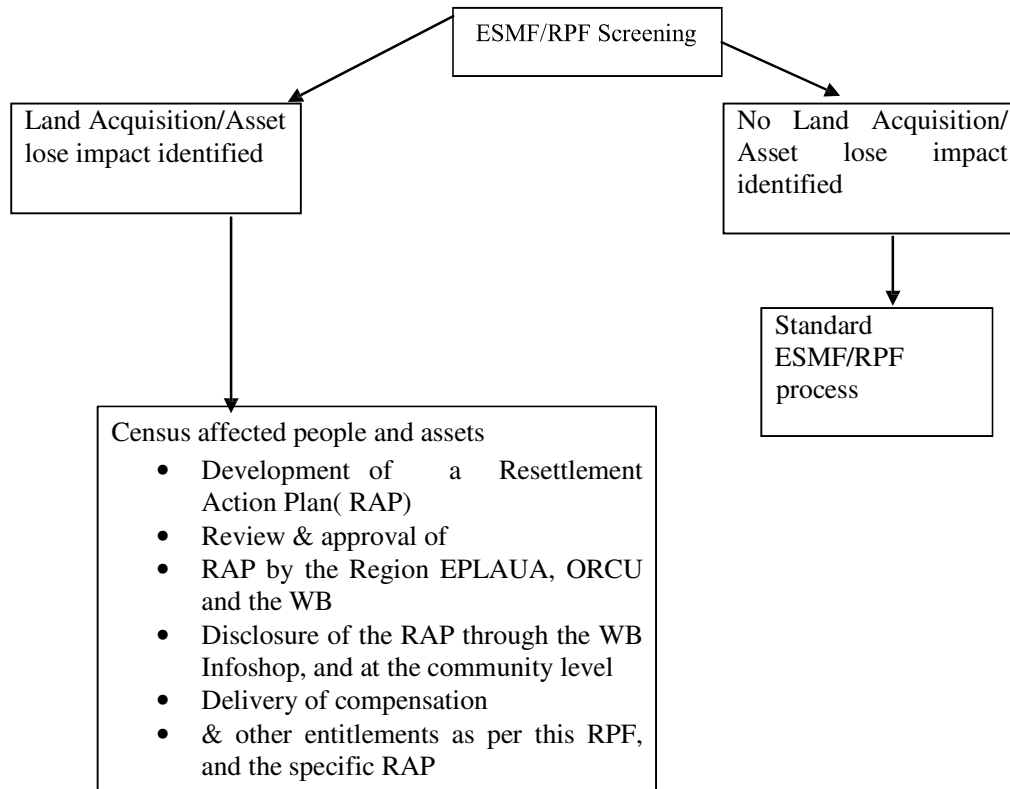 ESMF/RPF Screening
Land Acquisition/Asset
lose impact identified
No Land Acquisition/
Asset lose impact
identified
Standard
ESMF/RPF
process
Census affected people and assets
• Development of a Resettlement
Action Plan( RAP)
• Review & approval of
• RAP by the Region EPLAUA, ORCU
and the WB
• Disclosure of the RAP through the WB
Infoshop, and at the community level
• Delivery of compensation
• & other entitlements as per this RPF,
and the specific RAP